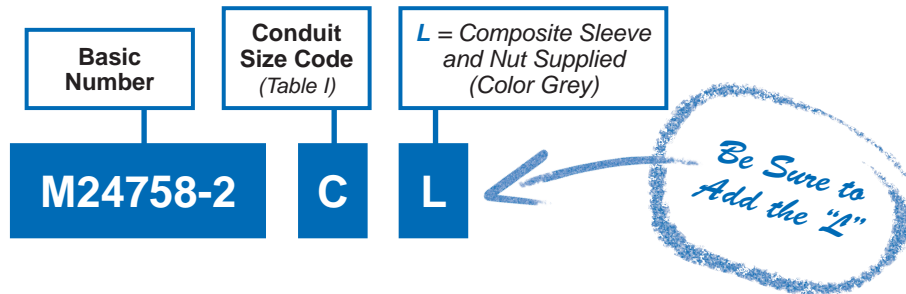 Basic
Number
Conduit
Size Code
(Table I)
L = Composite Sleeve
and Nut Supplied
(Color Grey)
M24758-2
C
L
Be Sure to
Add the “L”